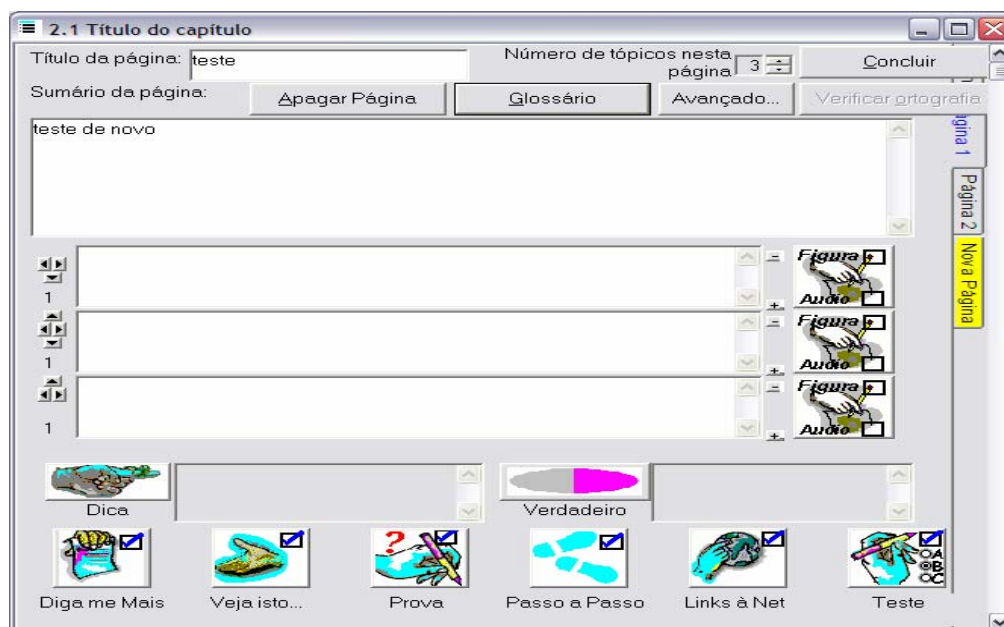 2.1 Título do capítulo
Título da página: teste
Número de tópicos nesta
página 3
Concluir
Sumário da página:
Apagar Página
Glossário
Avançado...
Verificar ortografia
teste de novo
Página 2
Nova Página
1
Figura
Audio
1
Figura
Audio
1
Figura
Audio
Dica
Verdadeiro
?
A
B
C
Diga me Mais
Veja isto...
Prova
Passo a Passo
Links à Net
Teste